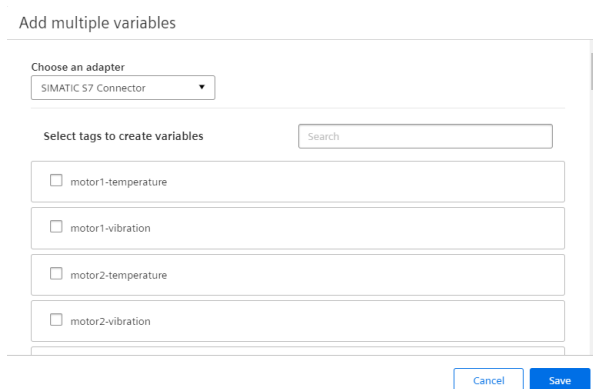 Add multiple variables
Choose an adapter
SIMATIC S7 Connector
Select tags to create variables
Search
motor1-temperature
motor1-vibration
motor2-temperature
motor2-vibration
Cancel
Save